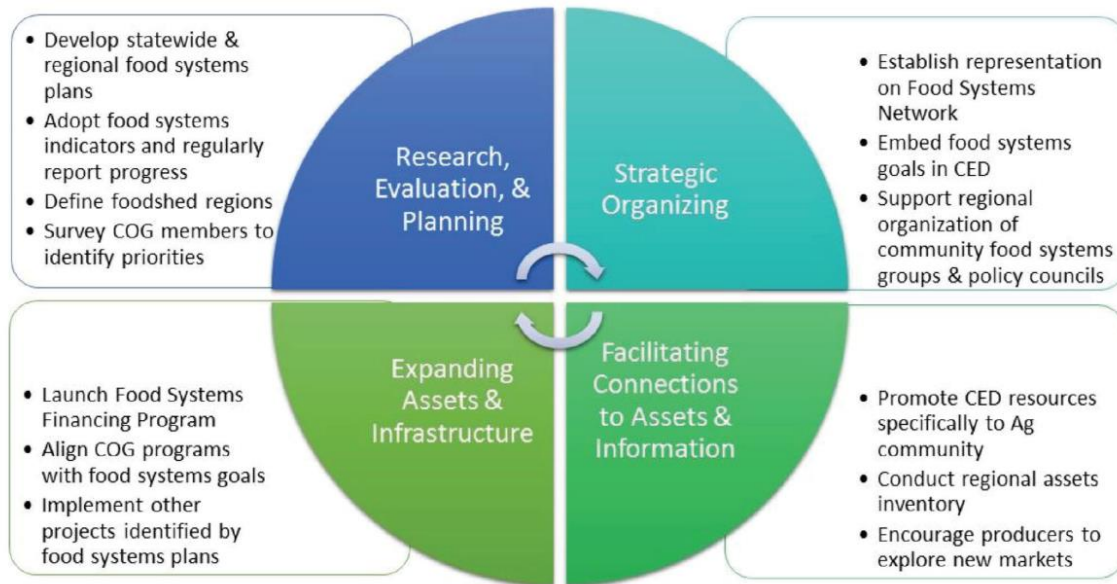 • Develop statewide &
regional food systems
plans
• Adopt food systems
indicators and regularly
report progress
• Define foodshed regions
• Survey COG members to
identify priorities
Research,
Evaluation, &
Planning
Strategic
Organizing
• Establish representation
on Food Systems
Network
• Embed food systems
goals in CED
• Support regional
organization of
community food systems
groups & policy councils
• Launch Food Systems
Financing Program
• Align COG programs
with food systems goals
• Implement other
projects identified by
food systems plans
Expanding
Assets &
Infrastructure
Facilitating
Connections
to Assets &
Information
• Promote CED resources
specifically to Ag
community
• Conduct regional assets
inventory
• Encourage producers to
explore new markets